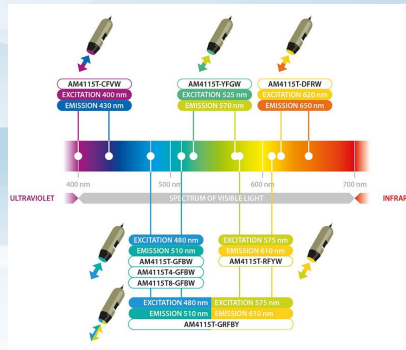 AM4115T-CFVW
EXCITATION 400 nm
EMISSION 430 nm
AM4115T-YFGW
EXCITATION 525 nm
EMISSION 570 nm
AM4115T-DFRW
EXCITATION 620 nm
EMISSION 650 nm
400 nm
500 nm
600 nm
700 nm
ULTRAVIOLET
SPECTRUM OF VISIBLE LIGHT
INFRAR
EXCITATION 480 nm
EMISSION 510 nm
AM4115T-GFBW
AM4115T4-GFBW
AM4115T8-GFBW
EXCITATION 575 nm
EMISSION 610 nm
AM4115T-RFYW
EXCITATION 480 nm
EXCITATION 575 nm
EMISSION 510 nm
EMISSION 610 nm
AM4115T-GRFBY